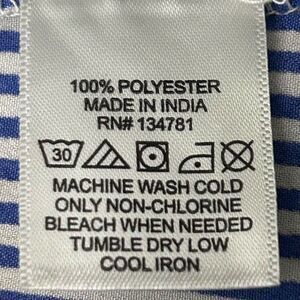 100% POLYESTER
MADE IN INDIA
RN# 134781
30
MACHINE WASH COLD
ONLY NON-CHLORINE
BLEACH WHEN NEEDED
TUMBLE DRY LOW
COOL IRON